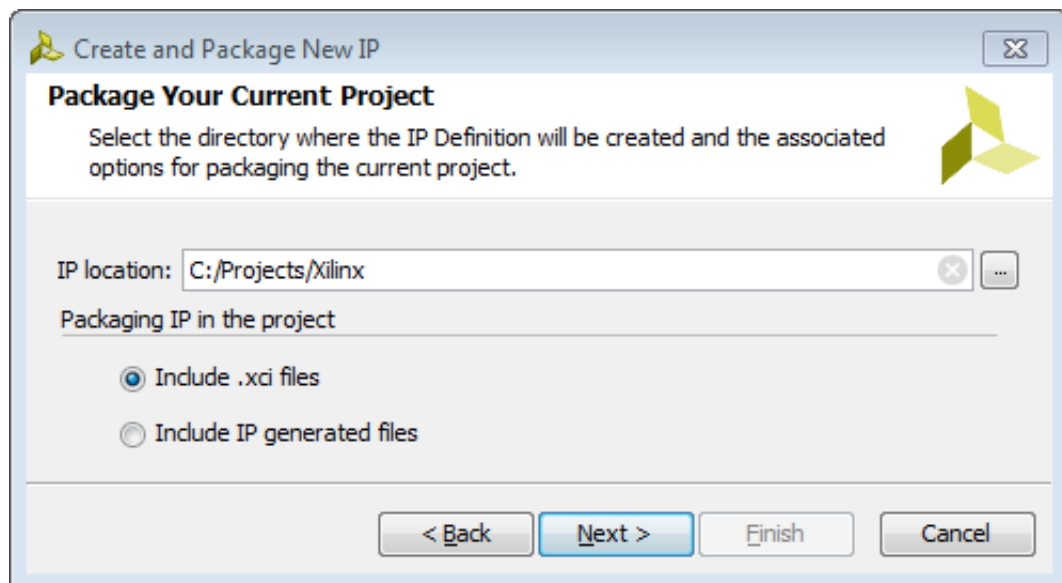 Create and Package New IP
Package Your Current Project
Select the directory where the IP Definition will be created and the associated
options for packaging the current project.
IP location: C:/Projects/Xilinx ...
Packaging IP in the project
Include .xci files
Include IP generated files
< Back Next > Finish Cancel